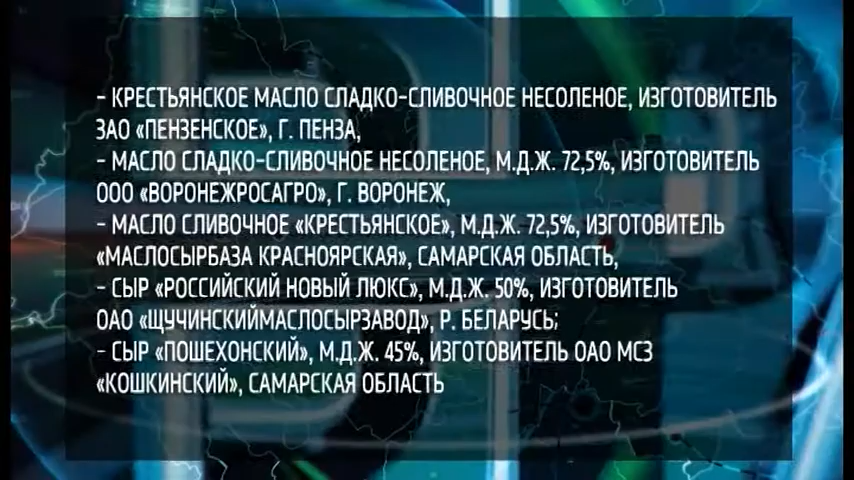 - КРЕСТЬЯНСКОЕ МАСЛО СЛАДКО-СЛИВОЧНОЕ НЕСОЛЕНОЕ, ИЗГОТОВИТЕЛЬ
ЗАО «ПЕНЗЕНСКОЕ», Г. ПЕНЗА,
- МАСЛО СЛАДКО-СЛИВОЧНОЕ НЕСОЛЕНОЕ, М.Д.Ж. 72,5%, ИЗГОТОВИТЕЛЬ
ООО «ВОРОНЕЖРОСАГРО», Г. ВОРОНЕЖ,
- МАСЛО СЛИВОЧНОЕ «КРЕСТЬЯНСКОЕ», М.Д.Ж. 72,5%, ИЗГОТОВИТЕЛЬ
«МАСЛОСЫРБАЗА КРАСНОЯРСКАЯ», САМАРСКАЯ ОБЛАСТЬ,
- СЫР «РОССИЙСКИЙ НОВЫЙ ЛЮКС», М.Д.Ж. 50%, ИЗГОТОВИТЕЛЬ
ОАО «ЩУЧИНСКИЙМАСЛОСЫРЗАВОД», Р. БЕЛАРУСЬ;
- СЫР «ПОШЕХОНСКИЙ», М.Д.Ж. 45%, ИЗГОТОВИТЕЛЬ ОАО МСЗ
«КОШКИНСКИЙ», САМАРСКАЯ ОБЛАСТЬ